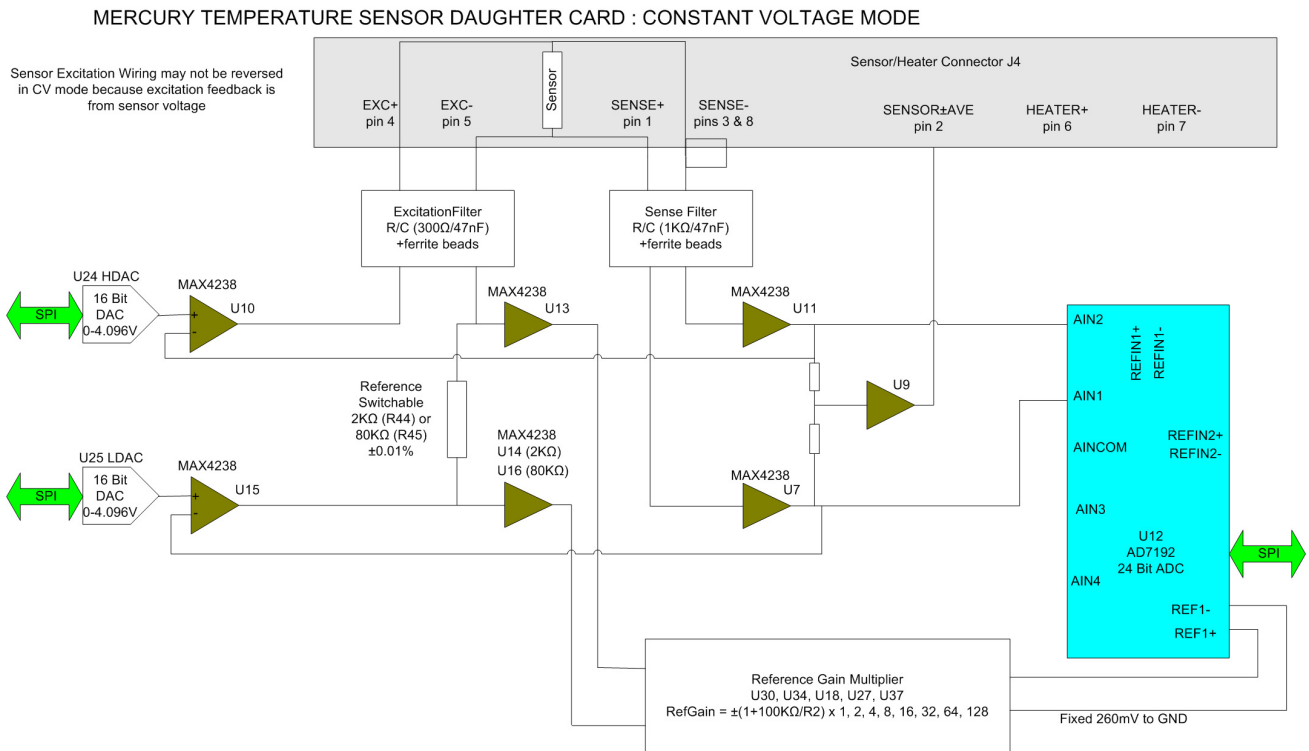 MERCURY TEMPERATURE SENSOR DAUGHTER CARD : CONSTANT VOLTAGE MODE
Sensor Excitation Wiring may not be reversed
in CV mode because excitation feedback is
from sensor voltage
Sensor/Heater Connector J4
Sensor
EXC+
pin 4
EXC-
pin 5
SENSE+
pin 1
SENSE-
pins 3 & 8
SENSOR±AVE
pin 2
HEATER+
pin 6
HEATER-
pin 7
ExcitationFilter
R/C (300Ω/47nF)
+ferrite beads
Sense Filter
R/C (1KΩ/47nF)
+ferrite beads
U24 HDAC
16 Bit
DAC
0-4.096V
SPI
MAX4238
U10
+
-
MAX4238
U13
MAX4238
U11
U9
Reference
Switchable
2KΩ (R44) or
80KΩ (R45)
±0.01%
MAX4238
U14 (2KΩ)
U16 (80KΩ)
U25 LDAC
16 Bit
DAC
0-4.096V
SPI
MAX4238
U15
+
-
MAX4238
U7
AIN2
REFIN1+
REFIN1-
AIN1
REFIN2+
REFIN2-
AINCOM
AIN3
U12
AD7192
24 Bit ADC
AIN4
SPI
REF1-
REF1+
Reference Gain Multiplier
U30, U34, U18, U27, U37
RefGain = ±(1+100KΩ/R2) x 1, 2, 4, 8, 16, 32, 64, 128
Fixed 260mV to GND